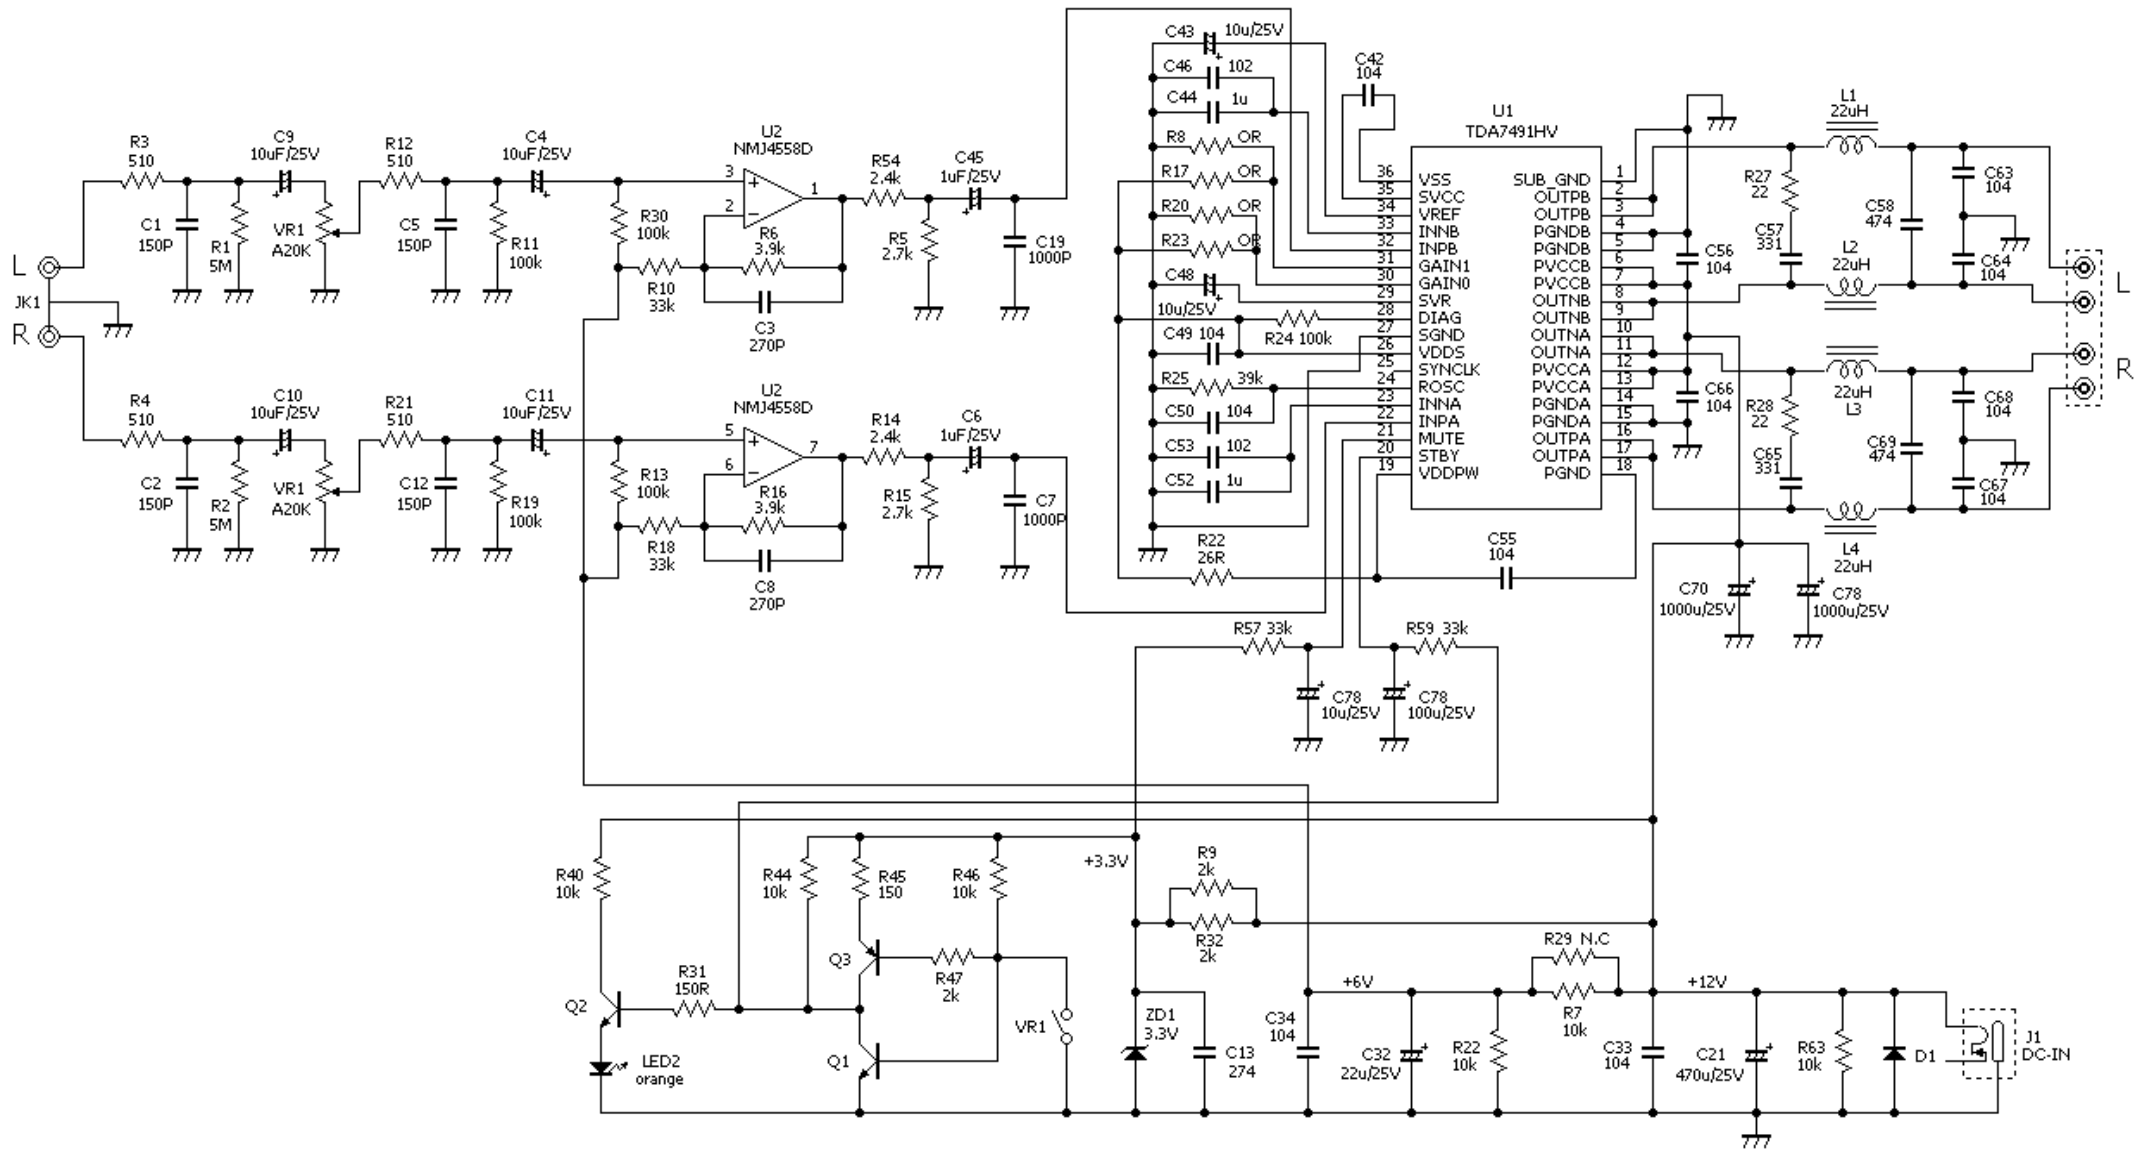 C43 10u/25V
C46 102
C44 1u
R8 0R
R17 0R
R20 0R
R23 0R
C48
10u/25V
C49 104
R24 100k
R25 39k
C50 104
C53 102
C52 1u
R22
26R
C42
104
U1
TDA7491HV
36 VSS
35 SVCC
34 VREF
33 INNB
32 INPB
31 GAIN1
30 GAIN0
29 SVR
28 DIAG
27 SGND
26 VDDS
25 SYNCLK
24 ROSC
23 INNA
22 INPA
21 MUTE
20 STBY
19 VDDPW
SUB_GND 1
OUTPB 2
OUTPB 3
PGNDB 4
PGNDB 5
PVCCB 6
PVCCB 7
OUTNB 8
OUTNB 9
OUTNA 10
OUTNA 11
PVCCA 12
PVCCA 13
PGNDA 14
PGNDA 15
OUTPA 16
OUTPA 17
PGND 18
C55
104
L
JK1
R
R3
510
C1
150P
R1
5M
C9
10uF/25V
VR1
A20K
R12
510
C5
150P
R11
100k
C4
10uF/25V
R30
100k
R10
33k
U2
NMJ4558D
3
2
1
R6
3.9k
C3
270P
R54
2.4k
R5
2.7k
C45
1uF/25V
C19
1000P
R4
510
C2
150P
R2
5M
C10
10uF/25V
VR1
A20K
R21
510
C12
150P
R19
100k
C11
10uF/25V
R13
100k
R18
33k
U2
NMJ4558D
5
6
7
R16
3.9k
C8
270P
R14
2.4k
R15
2.7k
C6
1uF/25V
C7
1000P
C56
104
C66
104
R27
22
C57
331
L1
22uH
L2
22uH
C58
474
C63
104
C64
104
L
R28
22
C65
331
22uH
L3
L4
22uH
C69
474
C68
104
C67
104
R
C70
1000u/25V
C78
1000u/25V
R57 33k
R59 33k
C78
10u/25V
C78
100u/25V
R40
10k
R44
10k
R45
150
R46
10k
+3.3V
R9
2k
R32
2k
Q3
R47
2k
Q2
R31
150R
Q1
LED2
orange
VR1
ZD1
3.3V
C13
274
+6V
C34
104
C32
22u/25V
R22
10k
R29 N.C
R7
10k
+12V
C33
104
C21
470u/25V
R63
10k
D1
J1
DC-IN